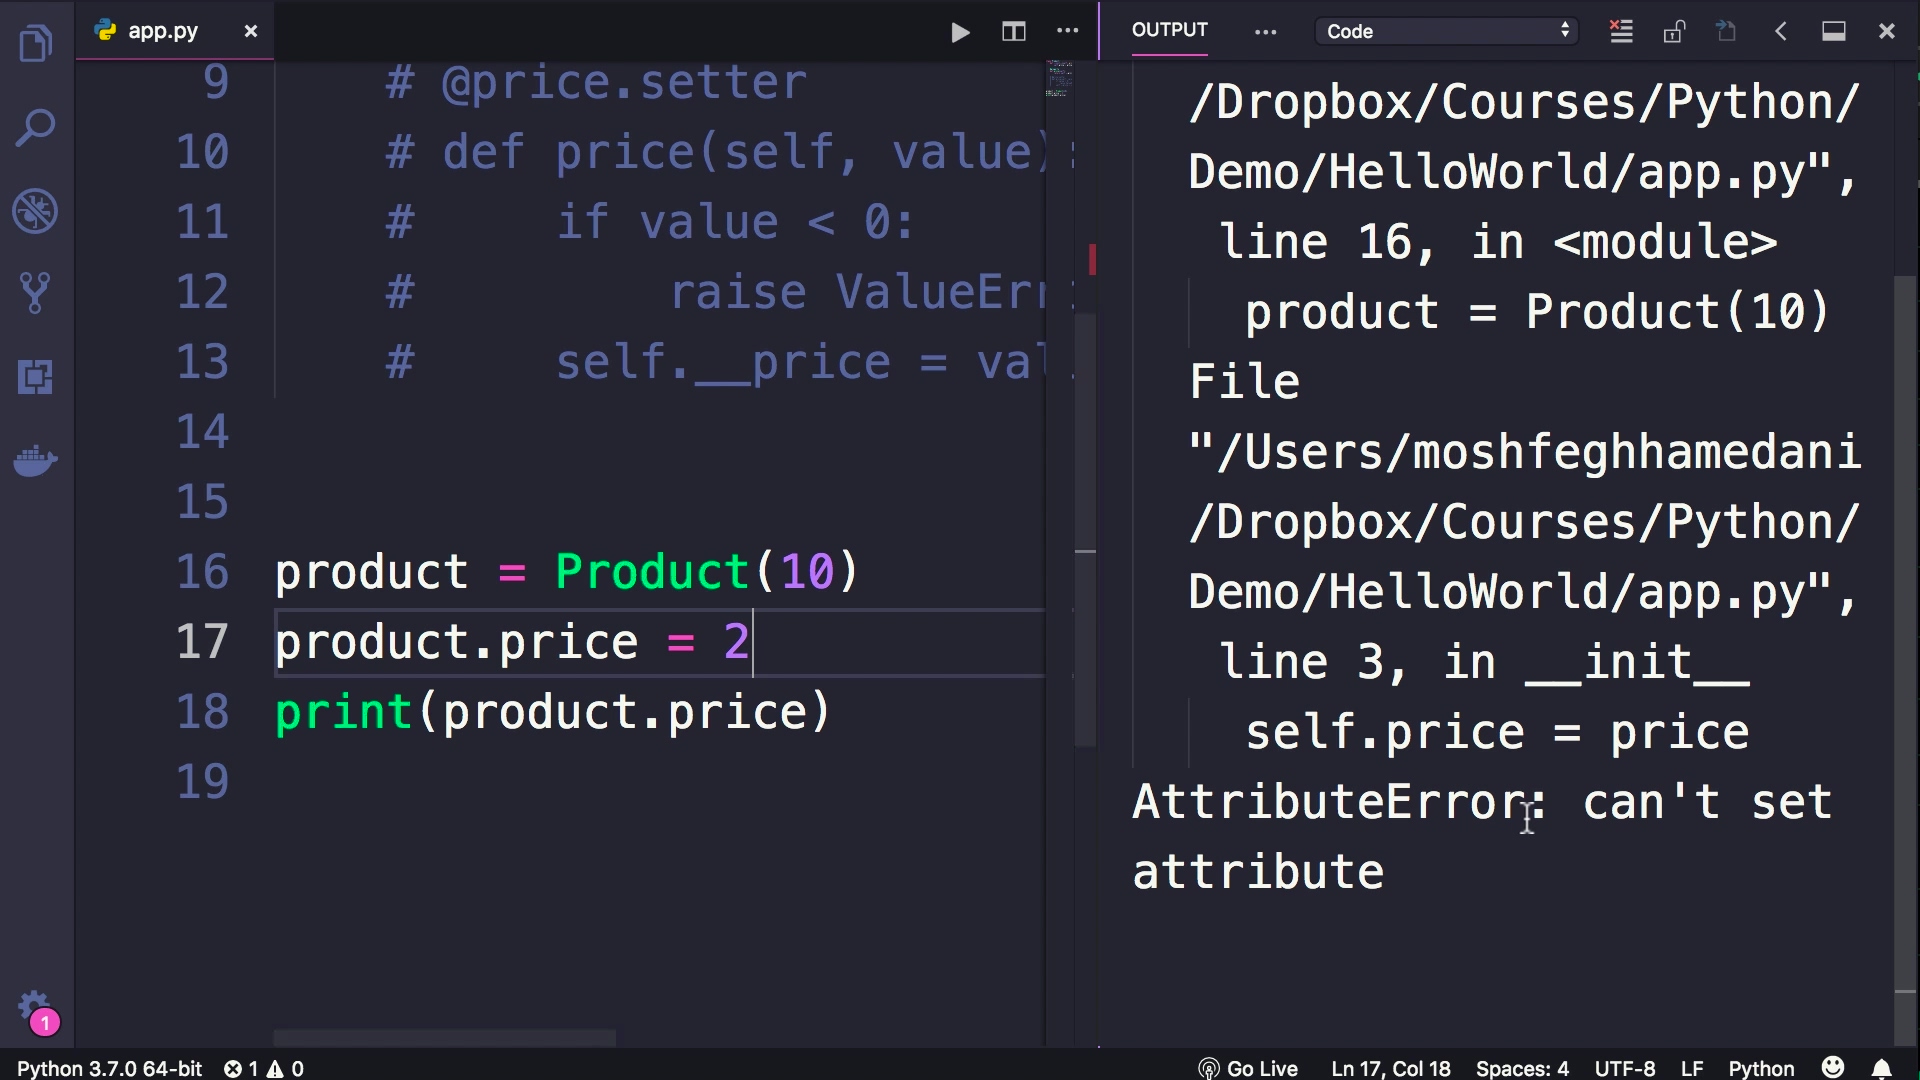 app.py
OUTPUT
Code
9 # @price.setter
10 # def price(self, value):
11 # if value < 0:
12 # raise ValueErr
13 # self.__price = val
14
15
16 product = Product(10)
17 product.price = 2
18 print(product.price)
19
/Dropbox/Courses/Python/
Demo/HelloWorld/app.py",
line 16, in <module>
product = Product(10)
File
"/Users/moshfeghhamedani
/Dropbox/Courses/Python/
Demo/HelloWorld/app.py",
line 3, in __init__
self.price = price
AttributeError: can't set
attribute
1
Python 3.7.0 64-bit 1 0
Go Live Ln 17, Col 18 Spaces: 4 UTF-8 LF Python